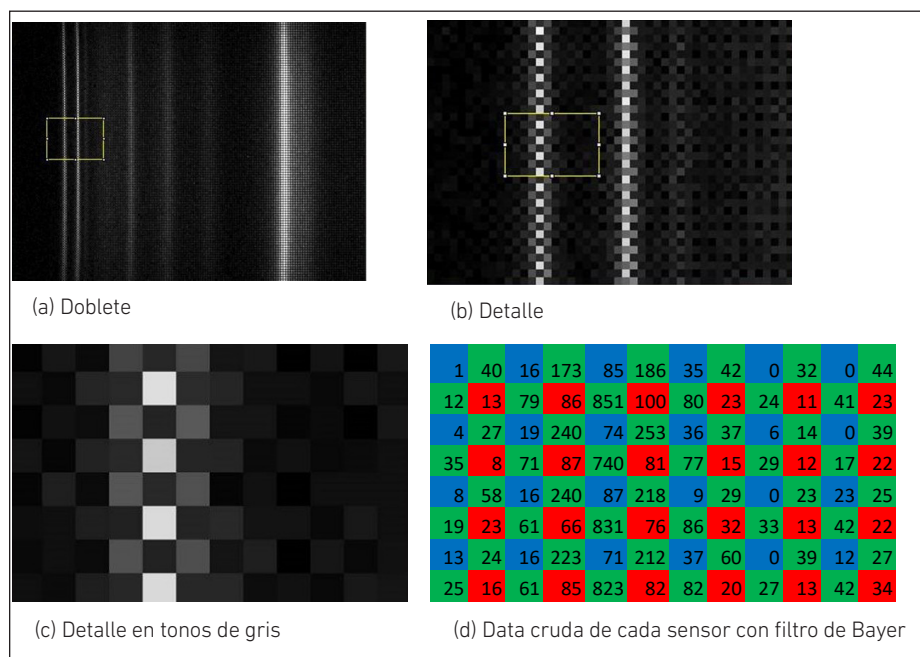 (a) Doblete
(b) Detalle
(c) Detalle en tonos de gris
1 40 16 173 85 186 35 42 0 32 0 44
12 13 79 86 851 100 80 23 24 11 41 23
4 27 19 240 74 253 36 37 6 14 0 39
35 8 71 87 740 81 77 15 29 12 17 22
8 58 16 240 87 218 9 29 0 23 23 25
19 23 61 66 831 76 86 32 33 13 42 22
13 24 16 223 71 212 37 60 0 39 12 27
25 16 61 85 823 82 82 20 27 13 42 34
(d) Data cruda de cada sensor con filtro de Bayer